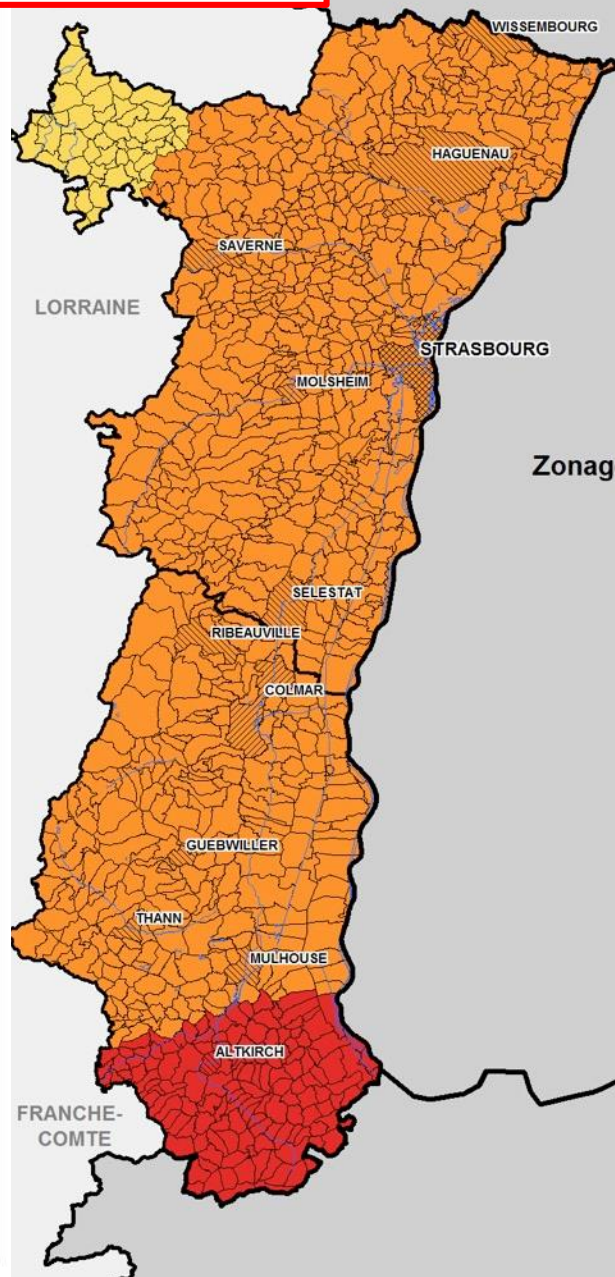 WISSEMBOURG
HAGUENAU
SAVERNE
LORRAINE
STRASBOURG
MOLSHEIM
Zonag
SELESTAT
RIBEAUVILLE
COLMAR
GUEBWILLER
THANN
MULHOUSE
ALTKIRCH
FRANCHE-
COMTE